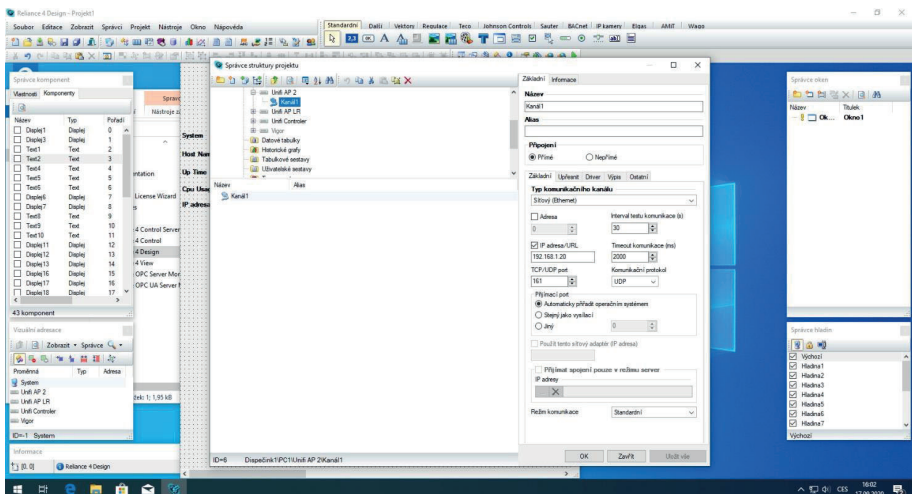 Reliance 4 Design - Projekt1
Soubor Editace Zobrazit Správci Projekt Nástroje Okno Nápověda
Standardní Další Vektory Regulace Teco Johnson Controls Sauter BACnet IP kamery Elgas AMiT Wago
Správce komponent
Vlastnosti Komponenty
Název Typ Pořadí
Displej1 Displej 0
Displej3 Displej 1
Text1 Text 2
Text2 Text 3
Text4 Text 4
Text5 Text 5
Text6 Text 6
Displej6 Displej 7
Displej7 Displej 8
Text8 Text 9
Text9 Text 10
Text10 Text 11
Displej11 Displej 12
Displej12 Displej 13
Displej13 Displej 14
Displej16 Displej 15
Displej17 Displej 16
Displej18 Displej 17
43 komponent
Vizuální adresace
Zobrazit Správce
Proměnná Typ Adresa
System
Unifi AP 2
Unifi AP LR
Unifi Controler
Vigor
ID=-1 System
Informace
[0, 0] Reliance 4 Design
Nástroje
License Wizard
4 Control Server
4 Control
4 Design
4 View
OPC Server
OPC UA Server
1; 1,95 kB
System
Host
Up Time
IP
Správce struktury projektu
Unifi AP 2
Kanál1
Unifi AP LR
Unifi Controler
Vigor
Datové tabulky
Historické grafy
Tabulkové sestavy
Uživatelské sestavy
Název Alias
Kanál1
ID=6 Dispečink1\PC1\Unifi AP 2\Kanál1
Základní Informace
Název
Kanál1
Alias
Připojení
Přímé Nepřímé
Základní Upřesnit Driver Výpis Ostatní
Typ komunikačního kanálu
Síťový (Ethernet)
Adresa Interval testu komunikace (s)
0 30
IP adresa/URL Timeout komunikace (ms)
192.168.1.20 2000
TCP/UDP port Komunikační protokol
161 UDP
Přijímací port
Automaticky přiřadit operačním systémem
Stejný jako vysílací
Jiný 0
Použít tento síťový adaptér (IP adresa)
Přijímat spojení pouze v režimu server
IP adresy
Režim komunikace Standardní
OK Zavřít Uložit vše
Správce oken
Název Titulek
Ok... Okno1
Správce hladin
Výchozí
Hladina1
Hladina2
Hladina3
Hladina4
Hladina5
Hladina6
Hladina7
Výchozí
CES 16:02
17.09.2020